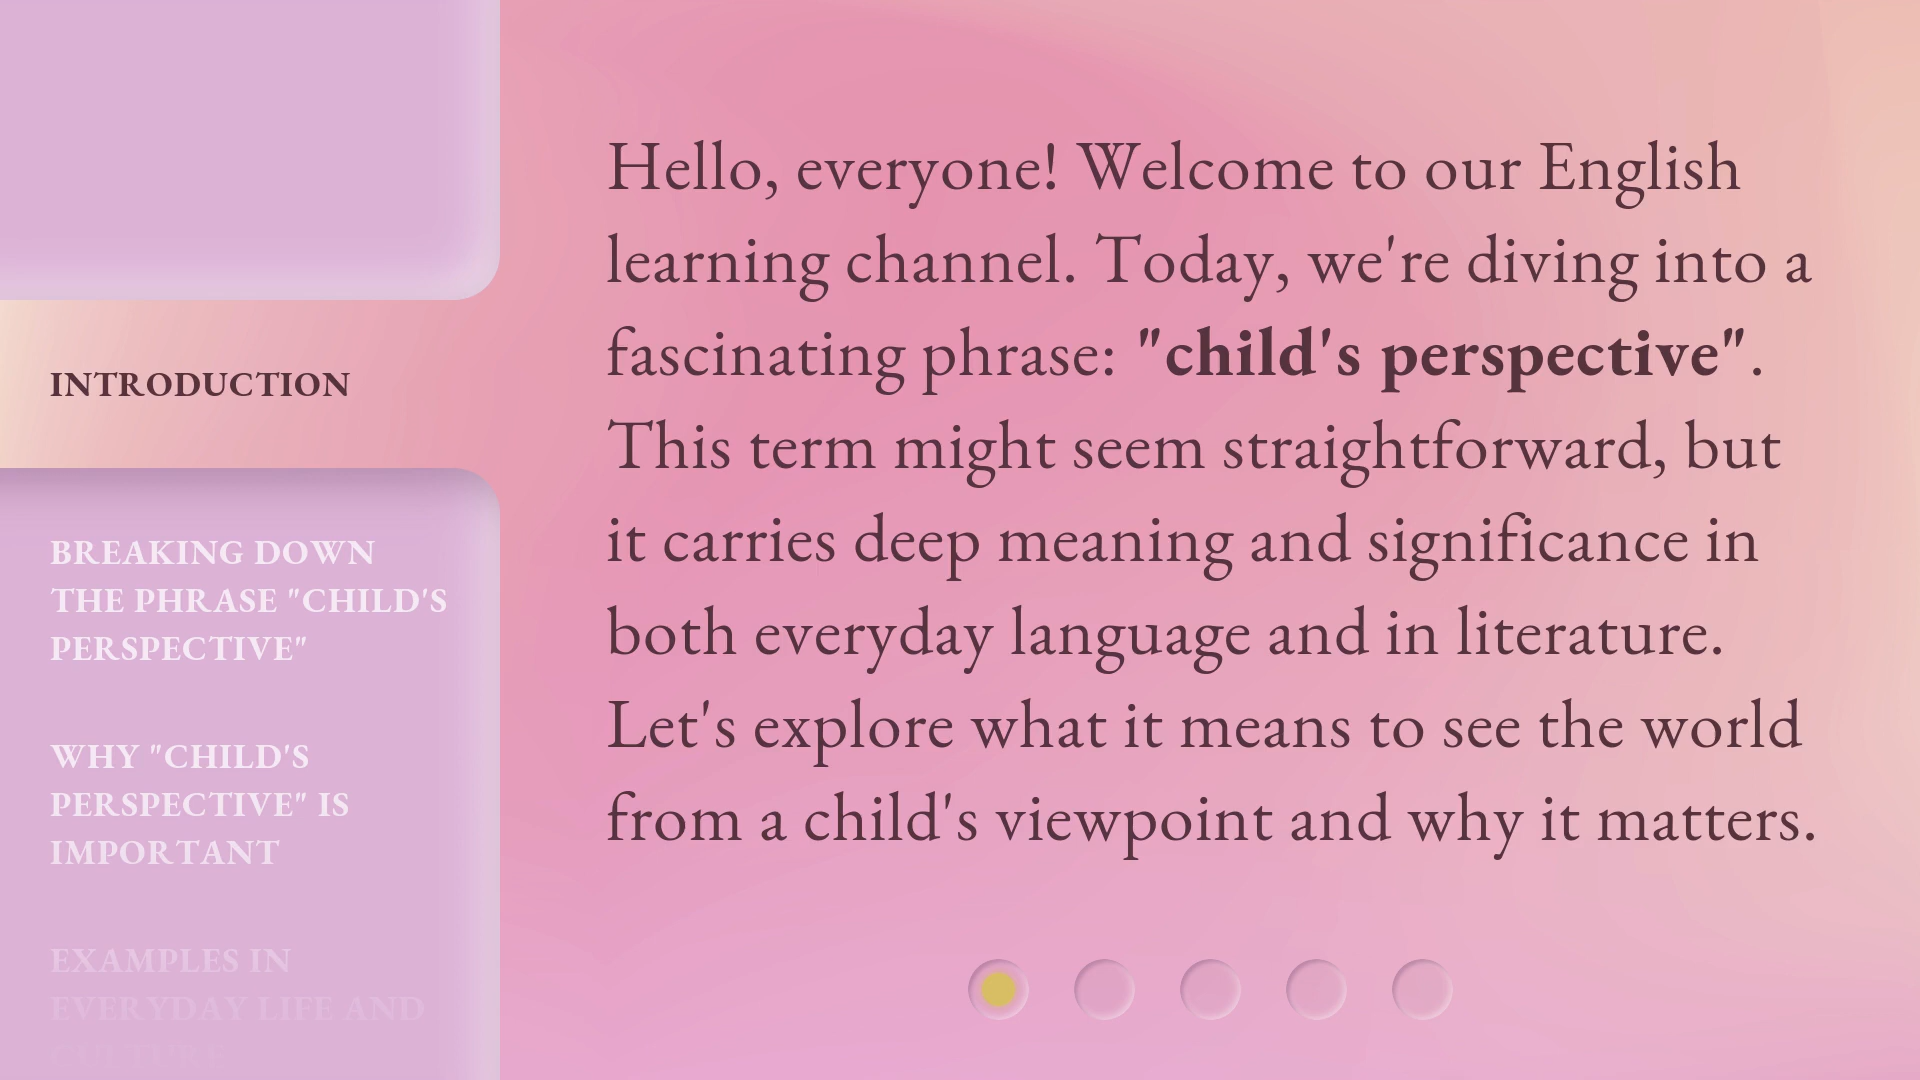 INTRODUCTION
BREAKING DOWN
THE PHRASE "CHILD'S
PERSPECTIVE"
WHY "CHILD'S
PERSPECTIVE" IS
IMPORTANT
EXAMPLES IN
EVERYDAY LIFE AND
CULTURE
Hello, everyone! Welcome to our English
learning channel. Today, we're diving into a
fascinating phrase: "child's perspective".
This term might seem straightforward, but
it carries deep meaning and significance in
both everyday language and in literature.
Let's explore what it means to see the world
from a child's viewpoint and why it matters.